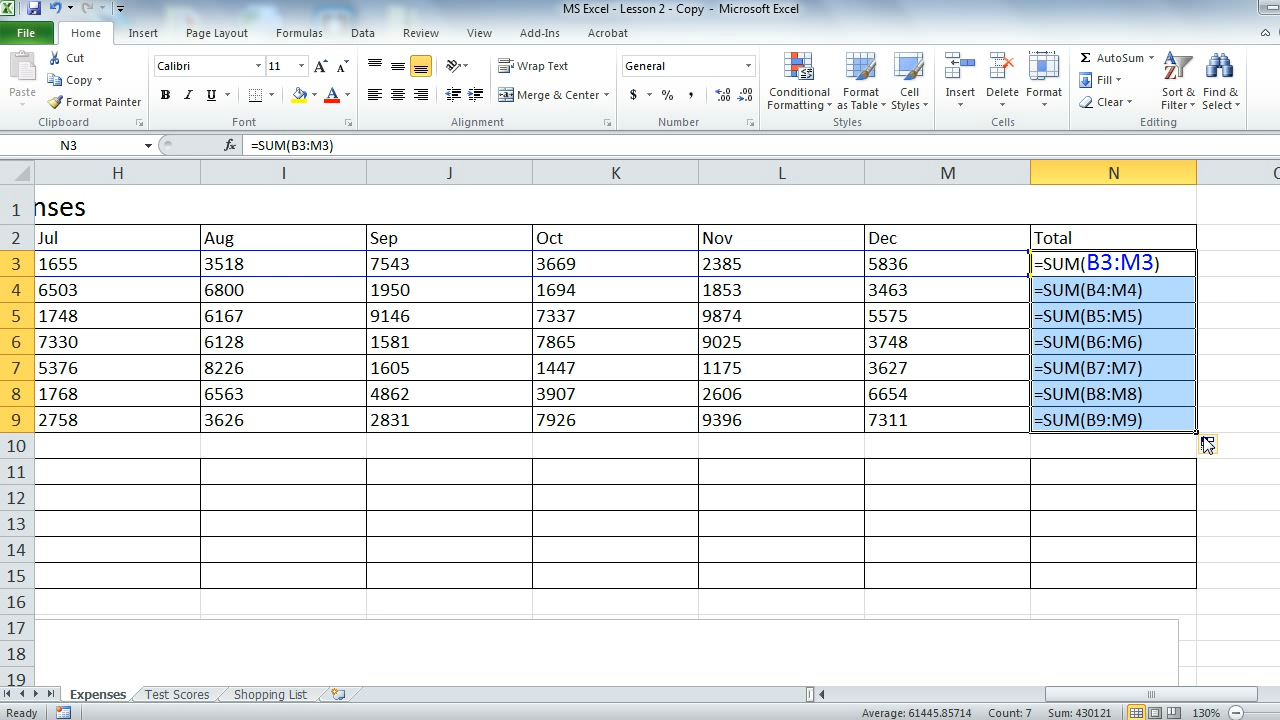 MS Excel - Lesson 2 - Copy - Microsoft Excel
File Home Insert Page Layout Formulas Data Review View Add-Ins Acrobat
Paste
Cut
Copy
Format Painter
Clipboard
Calibri 11
B I U
Font
Wrap Text
Merge & Center
Alignment
General
$ % ,
Number
Conditional Formatting
Format as Table
Cell Styles
Styles
Insert Delete Format
Cells
Σ AutoSum
Fill
Clear
Sort & Filter
Find & Select
Editing
N3 fx =SUM(B3:M3)
H I J K L M N
1 nses
2 Jul Aug Sep Oct Nov Dec Total
3 1655 3518 7543 3669 2385 5836 =SUM(B3:M3)
4 6503 6800 1950 1694 1853 3463 =SUM(B4:M4)
5 1748 6167 9146 7337 9874 5575 =SUM(B5:M5)
6 7330 6128 1581 7865 9025 3748 =SUM(B6:M6)
7 5376 8226 1605 1447 1175 3627 =SUM(B7:M7)
8 1768 6563 4862 3907 2606 6654 =SUM(B8:M8)
9 2758 3626 2831 7926 9396 7311 =SUM(B9:M9)
10
11
12
13
14
15
16
17
18
19
Expenses Test Scores Shopping List
Ready Average: 61445.85714 Count: 7 Sum: 430121 130%